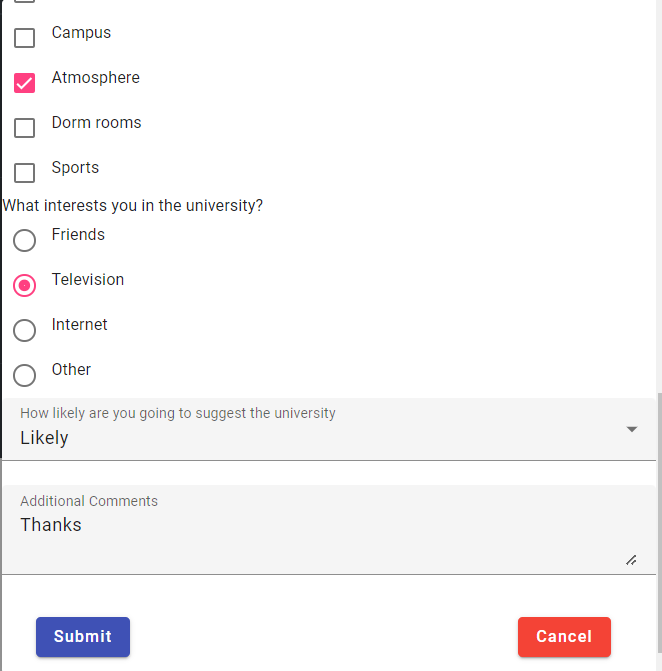 Campus
Atmosphere
Dorm rooms
Sports
What interests you in the university?
Friends
Television
Internet
Other
How likely are you going to suggest the university
Likely
Additional Comments
Thanks
Submit
Cancel